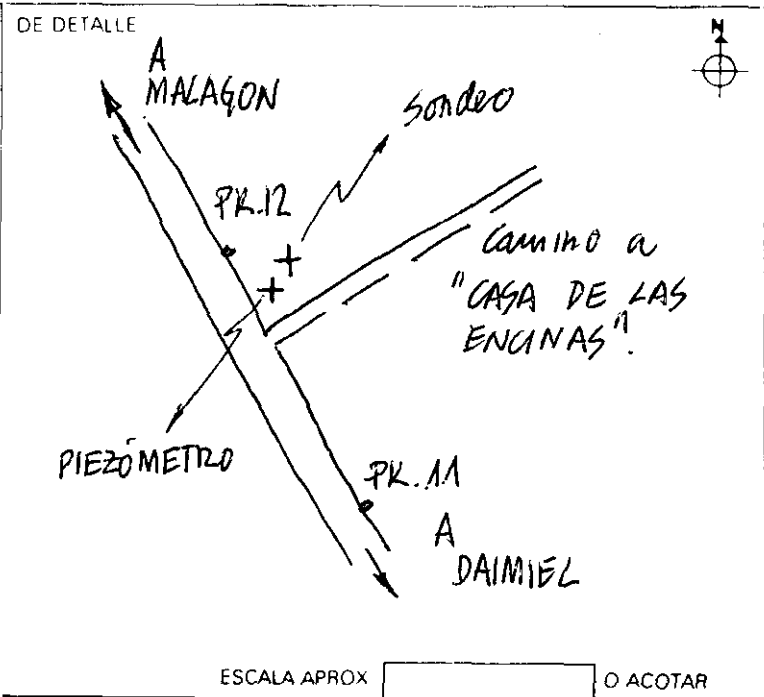 DE DETALLE
N
A
MALAGON
Sondeo
PK.12
Camino a
"CASA DE LAS
ENCINAS".
PIEZÓMETRO
PK.11
A
DAIMIEL
ESCALA APROX
O ACOTAR